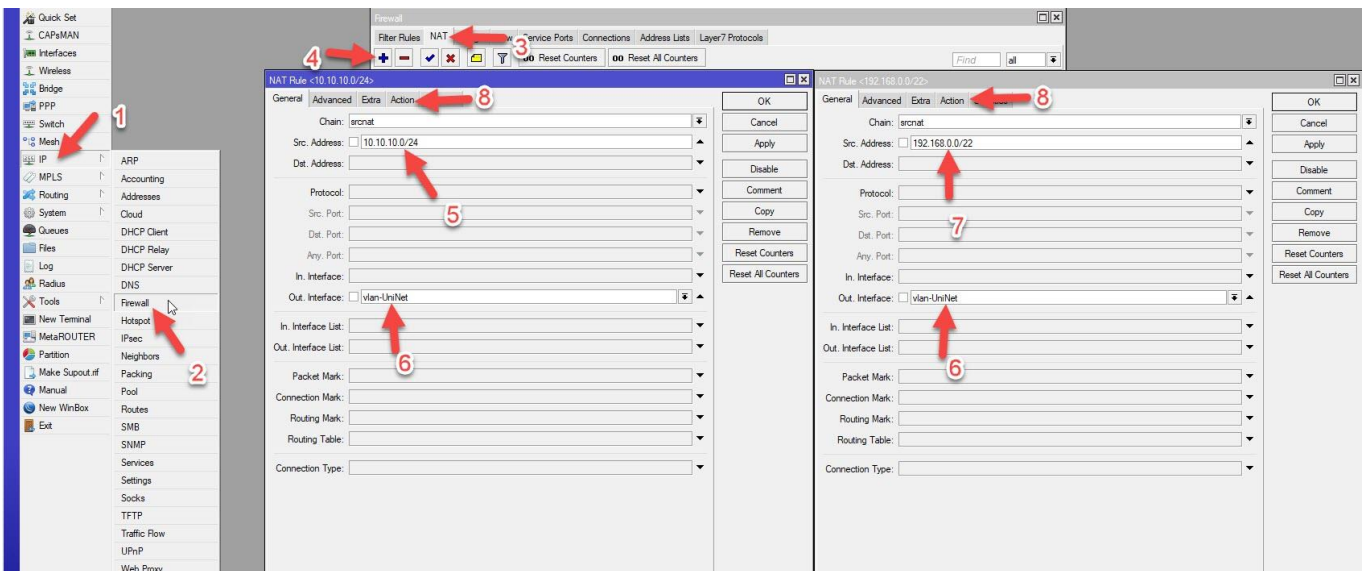 Quick Set
CAPsMAN
Interfaces
Wireless
Bridge
PPP
Switch
Mesh
IP
MPLS
Routing
System
Queues
Files
Log
Radius
Tools
New Terminal
MetaROUTER
Partition
Make Supout.rif
Manual
New WinBox
Exit
1
ARP
Accounting
Addresses
Cloud
DHCP Client
DHCP Relay
DHCP Server
DNS
Firewall
Hotspot
IPsec
Neighbors
Packing
Pool
Routes
SMB
SNMP
Services
Settings
Socks
TFTP
Traffic Flow
UPnP
Web Proxy
2
Firewall
Filter Rules NAT Service Ports Connections Address Lists Layer7 Protocols
3
4
00 Reset Counters 00 Reset All Counters Find all
NAT Rule <10.10.10.0/24>
General Advanced Extra Action
8
Chain: srcnat
Src. Address: 10.10.10.0/24
Dst. Address:
Protocol:
5
Src. Port:
Dst. Port:
Any. Port:
In. Interface:
Out. Interface: vlan-UniNet
In. Interface List:
Out. Interface List:
6
Packet Mark:
Connection Mark:
Routing Mark:
Routing Table:
Connection Type:
OK
Cancel
Apply
Disable
Comment
Copy
Remove
Reset Counters
Reset All Counters
NAT Rule <192.168.0.0/22>
General Advanced Extra Action
8
Chain: srcnat
Src. Address: 192.168.0.0/22
Dst. Address:
Protocol:
Src. Port:
7
Dst. Port:
Any. Port:
In. Interface:
Out. Interface: vlan-UniNet
In. Interface List:
Out. Interface List:
6
Packet Mark:
Connection Mark:
Routing Mark:
Routing Table:
Connection Type:
OK
Cancel
Apply
Disable
Comment
Copy
Remove
Reset Counters
Reset All Counters